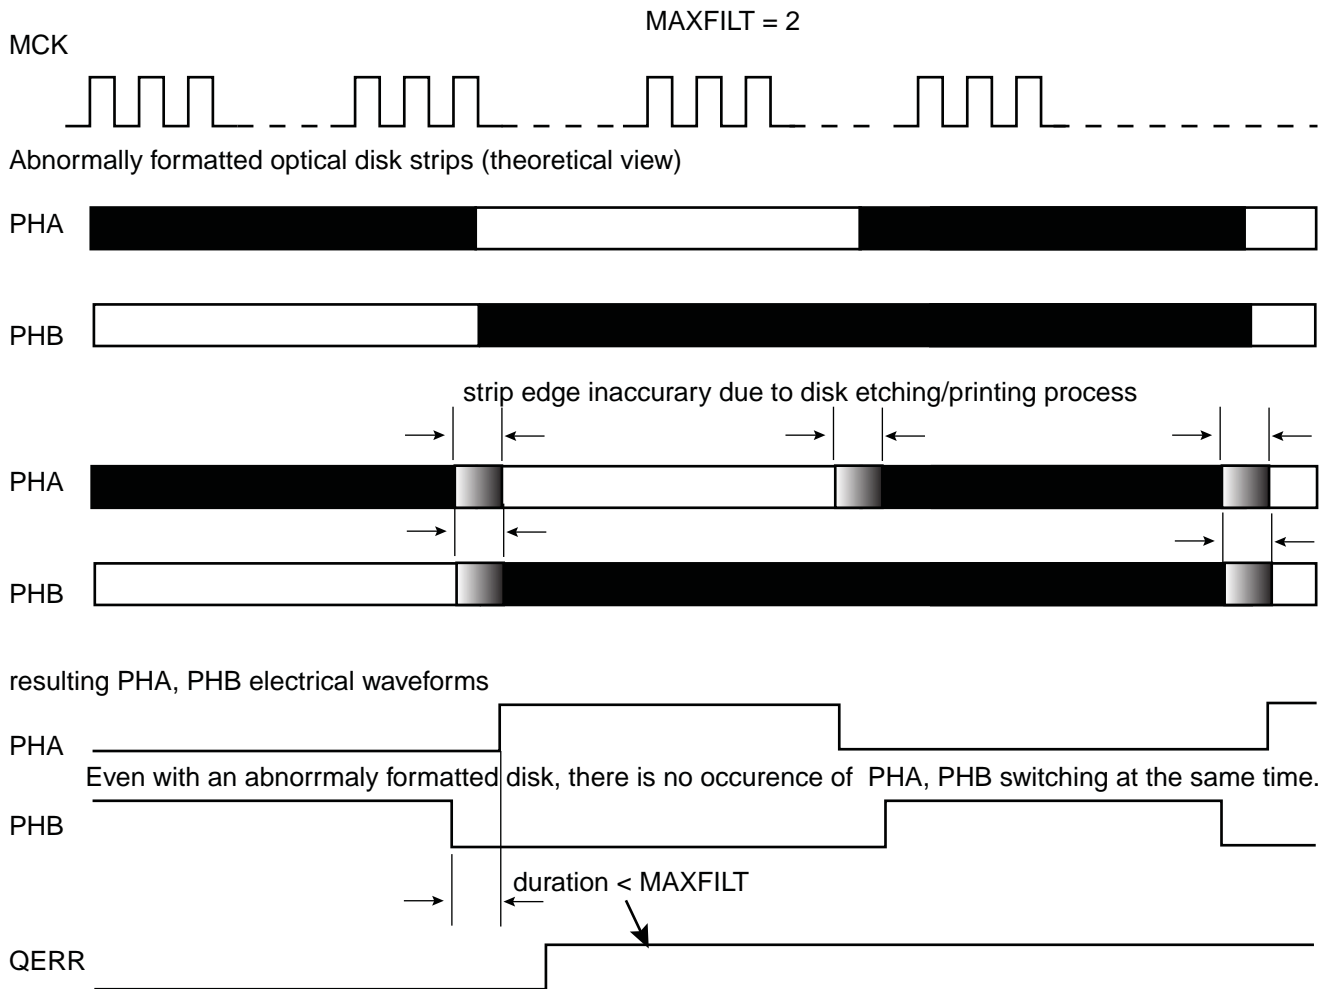 MAXFILT = 2
MCK
Abnormally formatted optical disk strips (theoretical view)
PHA
PHB
strip edge inaccurary due to disk etching/printing process
PHA
PHB
resulting PHA, PHB electrical waveforms
PHA
Even with an abnorrmaly formatted disk, there is no occurence of PHA, PHB switching at the same time.
PHB
duration < MAXFILT
QERR